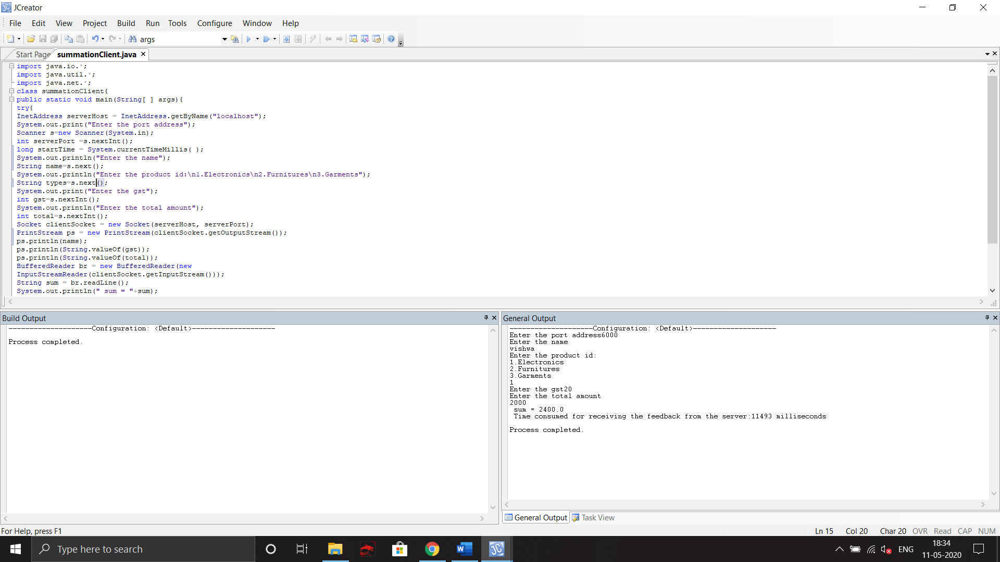 JCreator
File Edit View Project Build Run Tools Configure Window Help
args
Start Page summationClient.java
import java.io.*;
import java.util.*;
import java.net.*;
class summationClient{
public static void main(String[ ] args){
try{
InetAddress serverHost = InetAddress.getByName("localhost");
System.out.print("Enter the port address");
Scanner s=new Scanner(System.in);
int serverPort =s.nextInt();
long startTime = System.currentTimeMillis( );
System.out.println("Enter the name");
String name=s.next();
System.out.println("Enter the product id:\n1.Electronics\n2.Furnitures\n3.Garments");
String types=s.next();
System.out.print("Enter the gst");
int gst=s.nextInt();
System.out.println("Enter the total amount");
int total=s.nextInt();
Socket clientSocket = new Socket(serverHost, serverPort);
PrintStream ps = new PrintStream(clientSocket.getOutputStream());
ps.println(name);
ps.println(String.valueOf(gst));
ps.println(String.valueOf(total));
BufferedReader br = new BufferedReader(new
InputStreamReader(clientSocket.getInputStream()));
String sum = br.readLine();
System.out.println(" sum = "+sum);
Build Output
--------------------Configuration: <Default>--------------------
Process completed.
General Output
--------------------Configuration: <Default>--------------------
Enter the port address6000
Enter the name
vishwa
Enter the product id:
1.Electronics
2.Furnitures
3.Garments
1
Enter the gst20
Enter the total amount
2000
sum = 2400.0
Time consumed for receiving the feedback from the server:11493 milliseconds
Process completed.
General Output Task View
For Help, press F1
Ln 15 Col 20 Char 20 OVR Read CAP NUM
Type here to search
ENG
18:34
11-05-2020